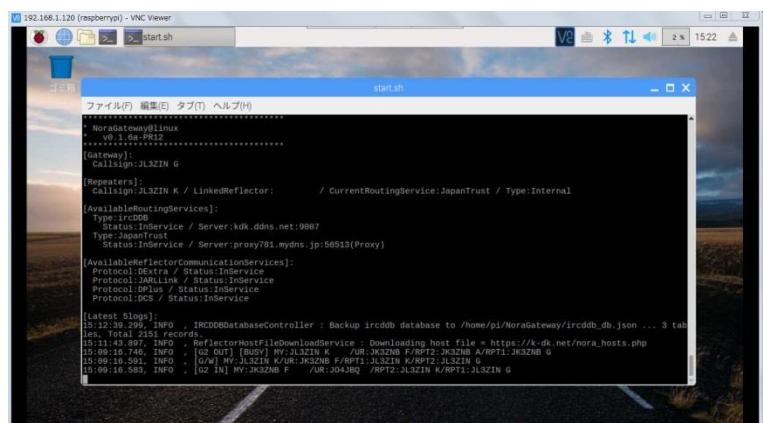 192.168.1.120 (raspberrypi) - VNC Viewer
start.sh
2 %
15:22
ゴミ箱
start.sh
ファイル(F) 編集(E) タブ(T) ヘルプ(H)
****************************************
* NoraGateway@linux
* v0.1.6a-PR12
****************************************
[Gateway]:
Callsign:JL3ZIN G
[Repeaters]:
Callsign:JL3ZIN K / LinkedReflector: / CurrentRoutingService:JapanTrust / Type:Internal
[AvailableRoutingServices]:
Type:ircDDB
Status:InService / Server:kdk.ddns.net:9007
Type:JapanTrust
Status:InService / Server:proxy781.mydns.jp:56513(Proxy)
[AvailableReflectorCommunicationServices]:
Protocol:DExtra / Status:InService
Protocol:JARLLink / Status:InService
Protocol:DPlus / Status:InService
Protocol:DCS / Status:InService
[Latest 5logs]:
15:12:39.299, INFO , IRCDDBDatabaseController : Backup ircddb database to /home/pi/NoraGateway/ircddb_db.json ... 3 tab
les, Total 2151 records.
15:11:43.897, INFO , ReflectorHostFileDownloadService : Downloading host file = https://k-dk.net/nora_hosts.php
15:09:16.746, INFO , [G2 OUT] [BUSY] MY:JL3ZIN K /UR:JK3ZNB F/RPT2:JK3ZNB A/RPT1:JK3ZNB G
15:09:16.591, INFO , [G/W] MY:JL3ZIN K/UR:JK3ZNB F/RPT1:JL3ZIN K/RPT2:JL3ZIN G
15:09:16.583, INFO , [G2 IN] MY:JK3ZNB F /UR:JO4JBQ /RPT2:JL3ZIN K/RPT1:JL3ZIN G